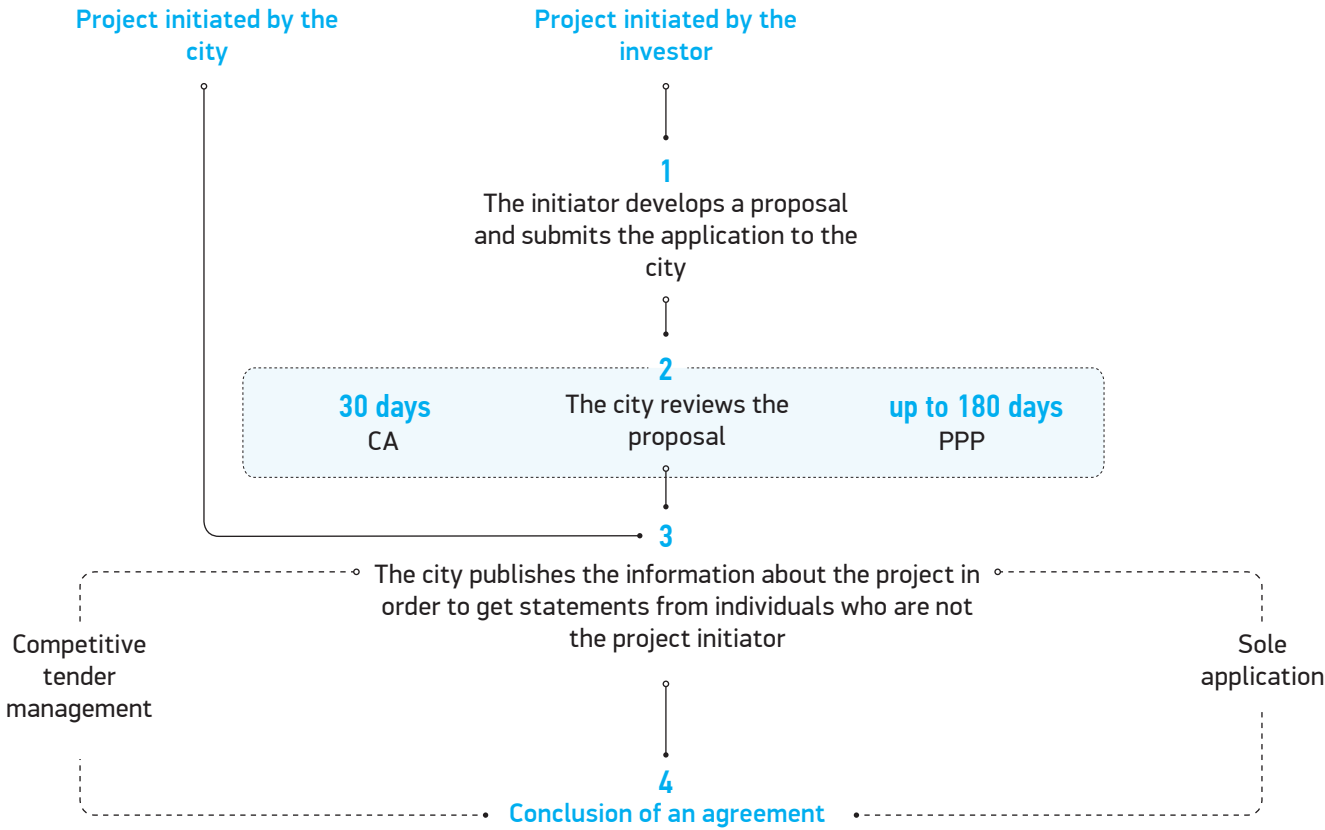 Project initiated by the
city
Project initiated by the
investor
1
The initiator develops a proposal
and submits the application to the
city
2
30 days
CA
The city reviews the
proposal
up to 180 days
PPP
3
The city publishes the information about the project in
order to get statements from individuals who are not
the project initiator
Competitive
tender
management
Sole
application
4
Conclusion of an agreement